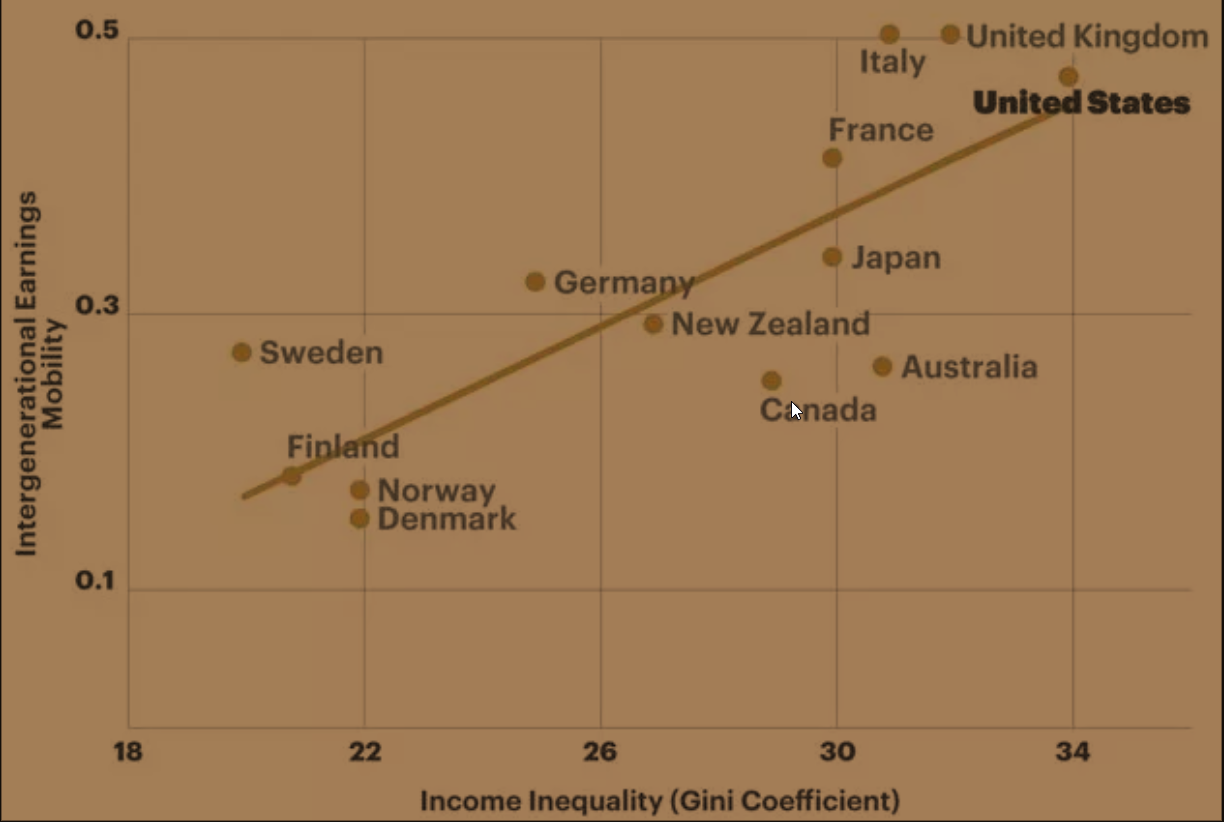 0.5
United Kingdom
Italy
United States
France
Japan
Germany
0.3
New Zealand
Sweden
Australia
Canada
Finland
Norway
Denmark
0.1
Intergenerational Earnings
Mobility
18 22 26 30 34
Income Inequality (Gini Coefficient)